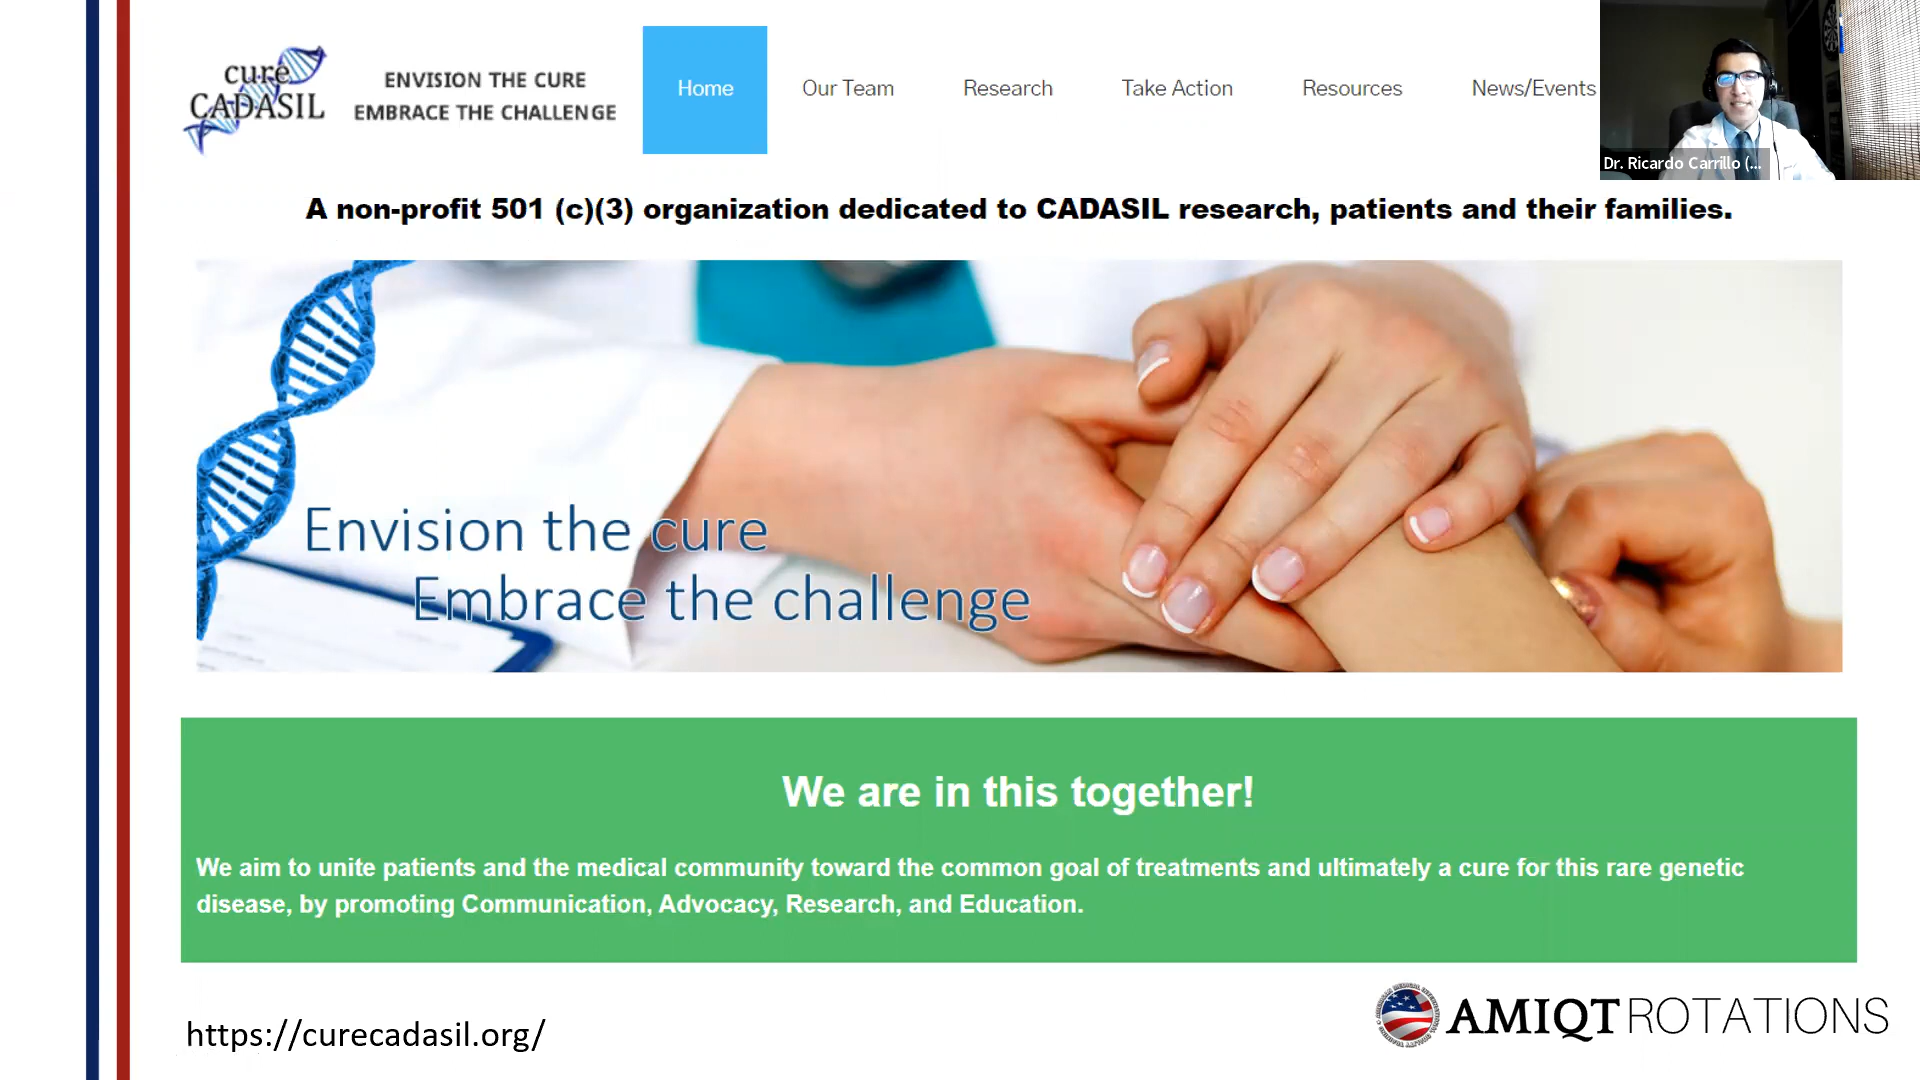 cure
CADASIL
ENVISION THE CURE
EMBRACE THE CHALLENGE
Home
Our Team
Research
Take Action
Resources
News/Events
Dr. Ricardo Carrillo (...
A non-profit 501 (c)(3) organization dedicated to CADASIL research, patients and their families.
Envision the cure
Embrace the challenge
We are in this together!
We aim to unite patients and the medical community toward the common goal of treatments and ultimately a cure for this rare genetic
disease, by promoting Communication, Advocacy, Research, and Education.
https://curecadasil.org/
AMIQT ROTATIONS